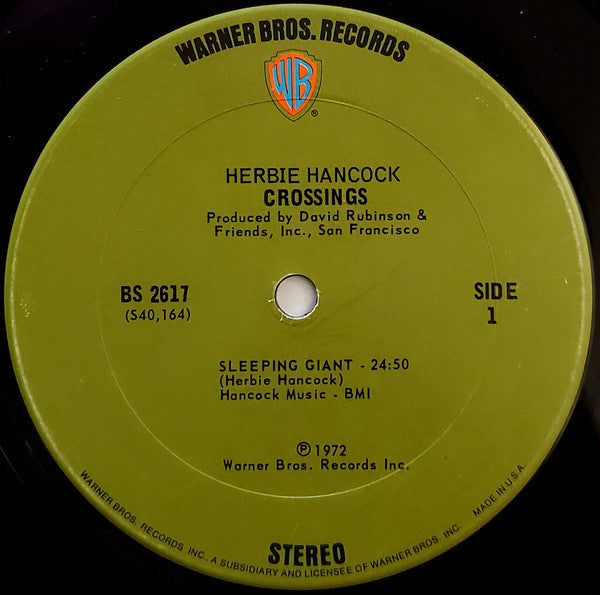 WARNER BROS. RECORDS
WB
®
HERBIE HANCOCK
CROSSINGS
Produced by David Rubinson &
Friends, Inc., San Francisco
BS 2617
(S40,164)
SIDE
1
SLEEPING GIANT - 24:50
(Herbie Hancock)
Hancock Music - BMI
℗ 1972
Warner Bros. Records Inc.
STEREO
WARNER BROS. RECORDS INC., A SUBSIDIARY AND LICENSEE OF WARNER BROS. INC.
MADE IN U.S.A.